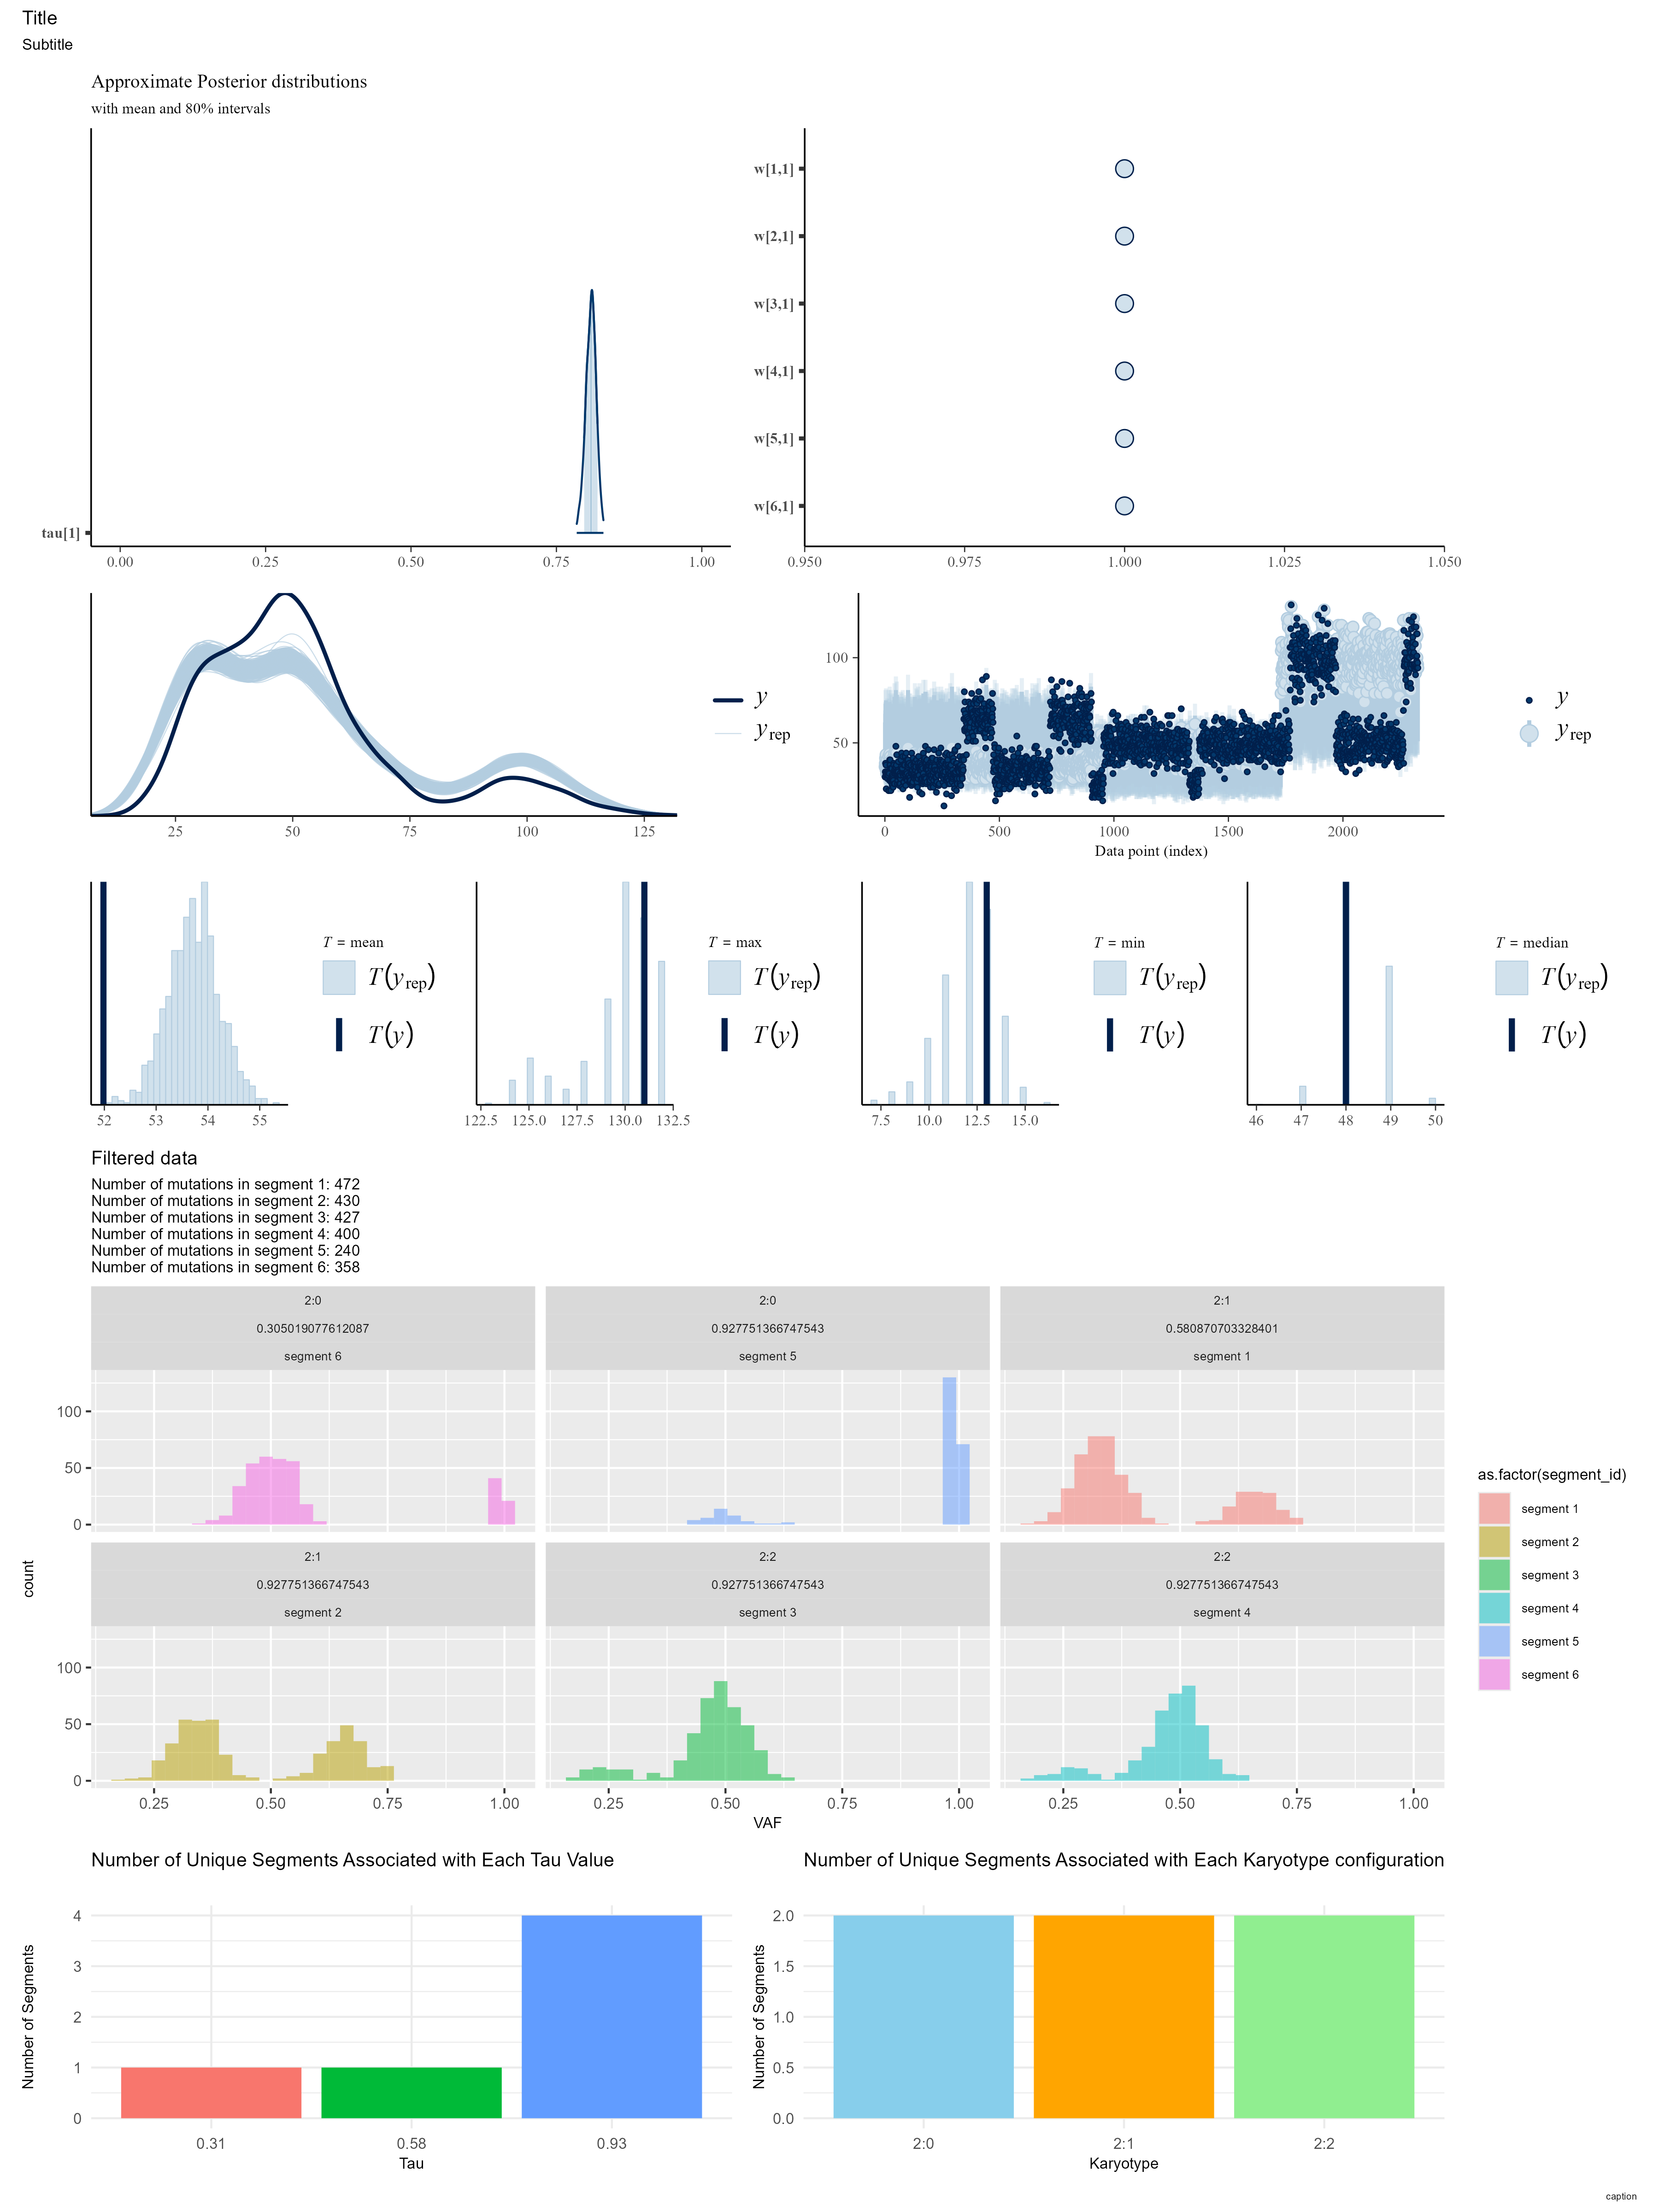 Title
Subtitle
Approximate Posterior distributions
with mean and 80% intervals
tau[1]
0.00 0.25 0.50 0.75 1.00
w[1,1]
w[2,1]
w[3,1]
w[4,1]
w[5,1]
w[6,1]
0.950 0.975 1.000 1.025 1.050
y
yrep
25 50 75 100 125
100
50
0 500 1000 1500 2000
Data point (index)
y
yrep
T = mean
T(yrep)
T(y)
52 53 54 55
T = max
T(yrep)
T(y)
122.5 125.0 127.5 130.0 132.5
T = min
T(yrep)
T(y)
7.5 10.0 12.5 15.0
T = median
T(yrep)
T(y)
46 47 48 49 50
Filtered data
Number of mutations in segment 1: 472
Number of mutations in segment 2: 430
Number of mutations in segment 3: 427
Number of mutations in segment 4: 400
Number of mutations in segment 5: 240
Number of mutations in segment 6: 358
2:0 2:0 2:1
0.305019077612087 0.927751366747543 0.580870703328401
segment 6 segment 5 segment 1
100
50
0
2:1 2:2 2:2
0.927751366747543 0.927751366747543 0.927751366747543
segment 2 segment 3 segment 4
100
50
0
0.25 0.50 0.75 1.00 0.25 0.50 0.75 1.00 0.25 0.50 0.75 1.00
VAF
count
as.factor(segment_id)
segment 1
segment 2
segment 3
segment 4
segment 5
segment 6
Number of Unique Segments Associated with Each Tau Value
Number of Segments
4
3
2
1
0
0.31 0.58 0.93
Tau
Number of Unique Segments Associated with Each Karyotype configuration
Number of Segments
2.0
1.5
1.0
0.5
0.0
2:0 2:1 2:2
Karyotype
caption